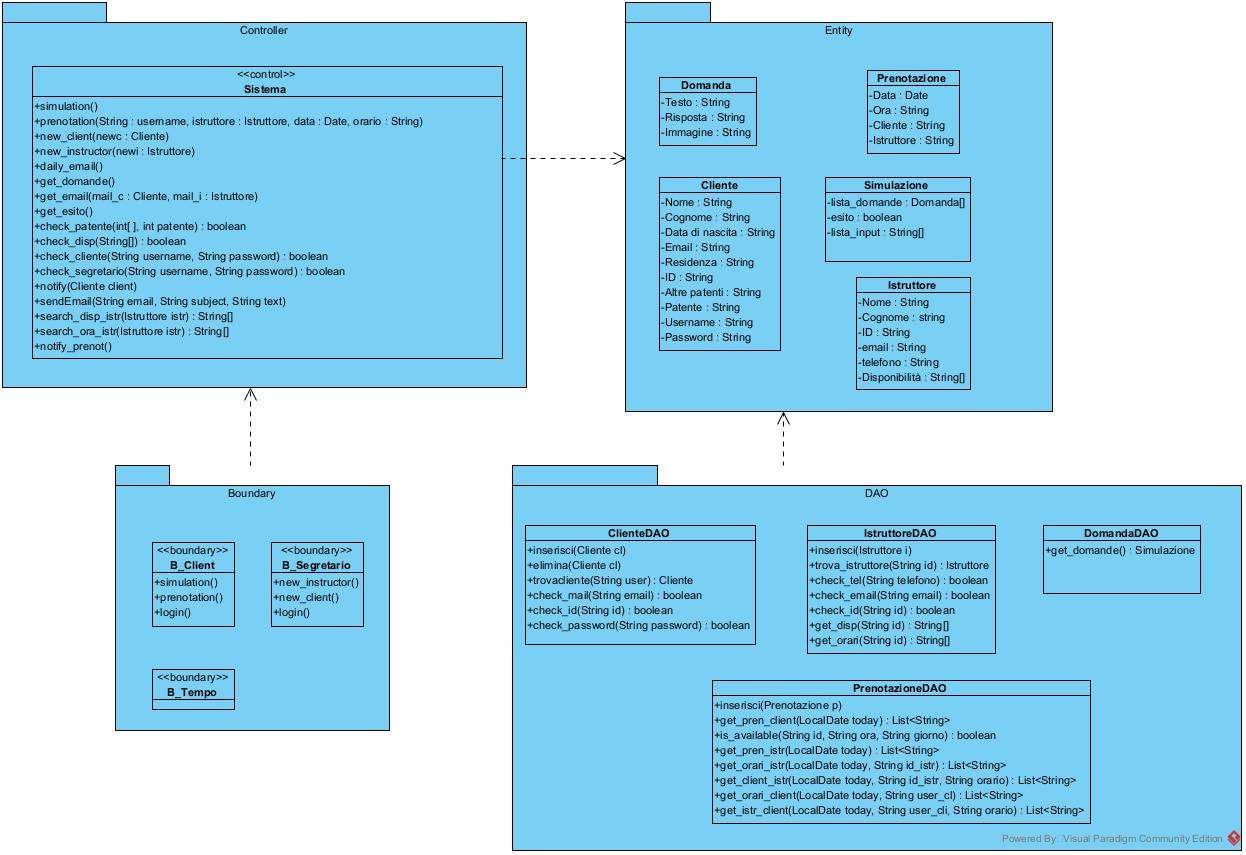 Controller
<<control>>
Sistema
+simulation()
+prenotation(String : username, istruttore : Istruttore, data : Date, orario : String)
+new_client(newc : Cliente)
+new_instructor(newi : Istruttore)
+daily_email()
+get_domande()
+get_email(mail_c : Cliente, mail_i : Istruttore)
+get_esito()
+check_patente(int[ ], int patente) : boolean
+check_disp(String[]) : boolean
+check_cliente(String username, String password) : boolean
+check_segretario(String username, String password) : boolean
+notify(Cliente client)
+sendEmail(String email, String subject, String text)
+search_disp_istr(Istruttore istr) : String[]
+search_ora_istr(Istruttore istr) : String[]
+notify_prenot()
Entity
Domanda
-Testo : String
-Risposta : String
-Immagine : String
Prenotazione
-Data : Date
-Ora : String
-Cliente : String
-Istruttore : String
Cliente
-Nome : String
-Cognome : String
-Data di nascita : String
-Email : String
-Residenza : String
-ID : String
-Altre patenti : String
-Patente : String
-Username : String
-Password : String
Simulazione
-lista_domande : Domanda[]
-esito : boolean
-lista_input : String[]
Istruttore
-Nome : String
-Cognome : string
-ID : String
-email : String
-telefono : String
-Disponibilità : String[]
Boundary
<<boundary>>
B_Client
+simulation()
+prenotation()
+login()
<<boundary>>
B_Segretario
+new_instructor()
+new_client()
+login()
<<boundary>>
B_Tempo
DAO
ClienteDAO
+inserisci(Cliente cl)
+elimina(Cliente cl)
+trovacliente(String user) : Cliente
+check_mail(String email) : boolean
+check_id(String id) : boolean
+check_password(String password) : boolean
IstruttoreDAO
+inserisci(Istruttore i)
+trova_istruttore(String id) : Istruttore
+check_tel(String telefono) : boolean
+check_email(String email) : boolean
+check_id(String id) : boolean
+get_disp(String id) : String[]
+get_orari(String id) : String[]
DomandaDAO
+get_domande() : Simulazione
PrenotazioneDAO
+inserisci(Prenotazione p)
+get_pren_client(LocalDate today) : List<String>
+is_available(String id, String ora, String giorno) : boolean
+get_pren_istr(LocalDate today) : List<String>
+get_orari_istr(LocalDate today, String id_istr) : List<String>
+get_client_istr(LocalDate today, String id_istr, String orario) : List<String>
+get_orari_client(LocalDate today, String user_cl) : List<String>
+get_istr_client(LocalDate today, String user_cli, String orario) : List<String>
Powered By: Visual Paradigm Community Edition